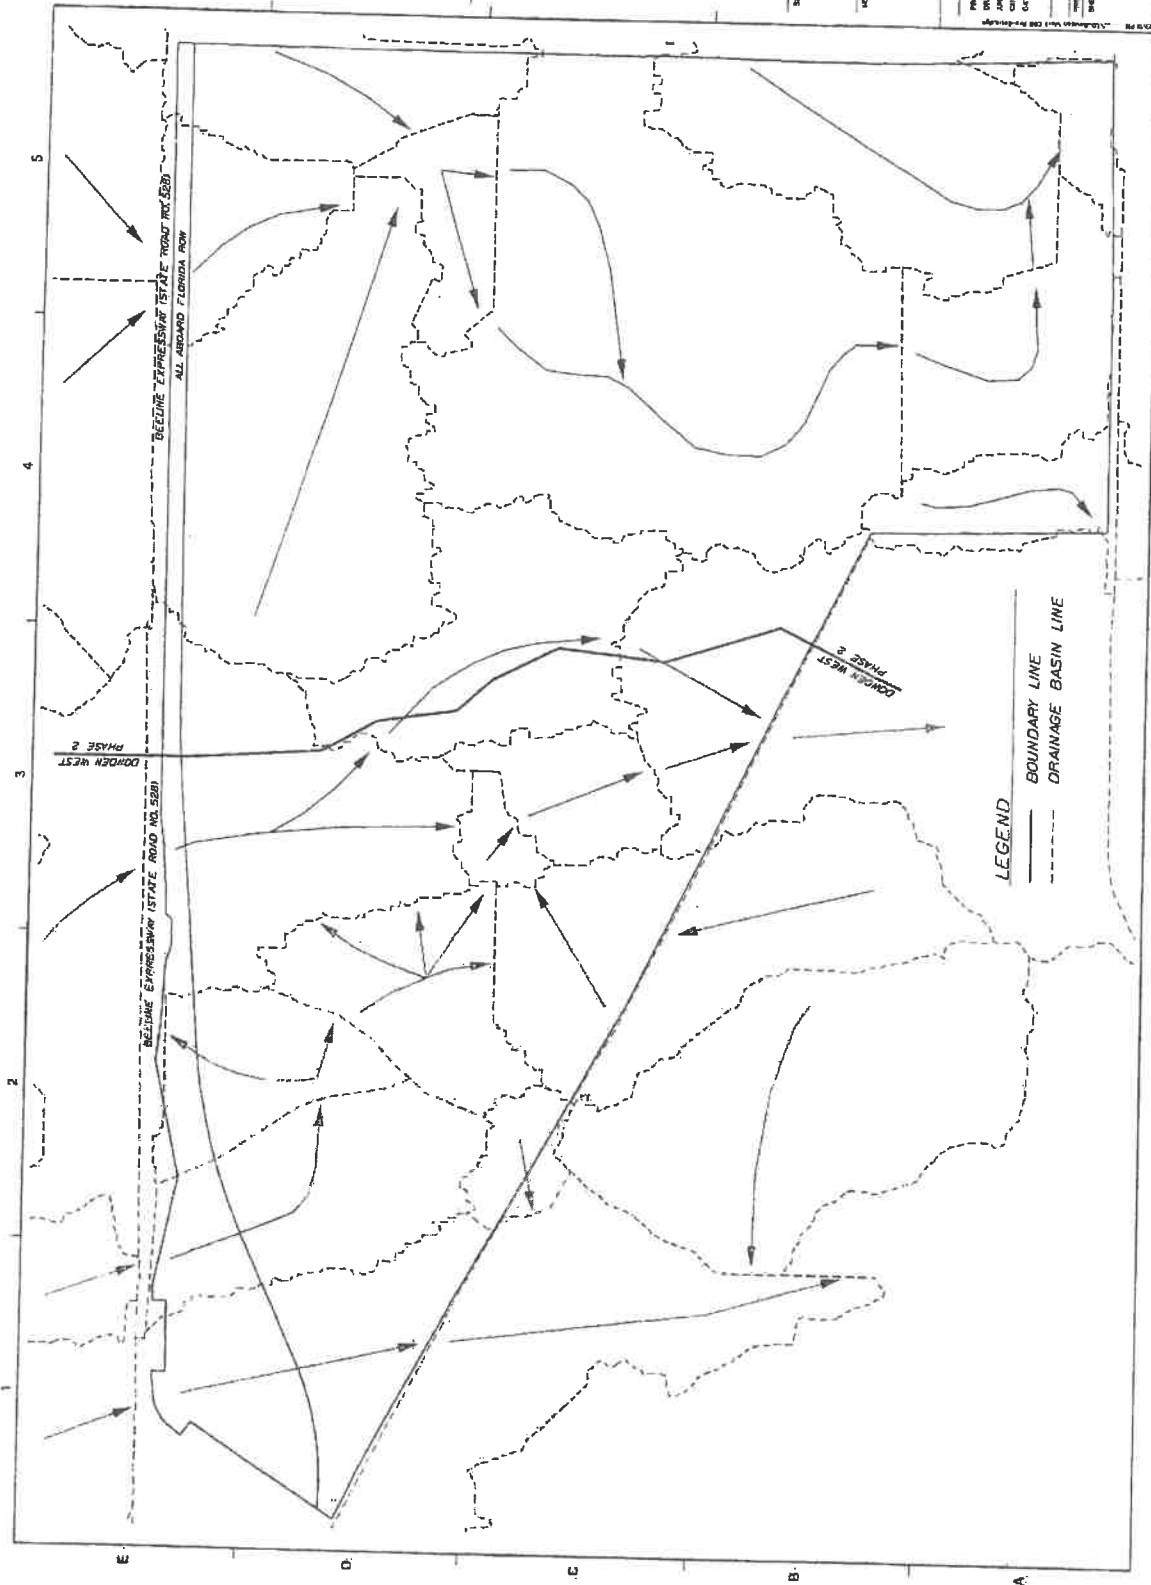 5
4
3
2
1
E.
D.
C.
B.
A.
BEELINE EXPRESSWAY (STATE ROAD NO. 528)
ALL ABOARD FLORIDA ROW
DOWDEN WEST
PHASE 2
BEELINE EXPRESSWAY (STATE ROAD NO. 528)
DOWDEN WEST
PHASE 2
LEGEND
BOUNDARY LINE
DRAINAGE BASIN LINE